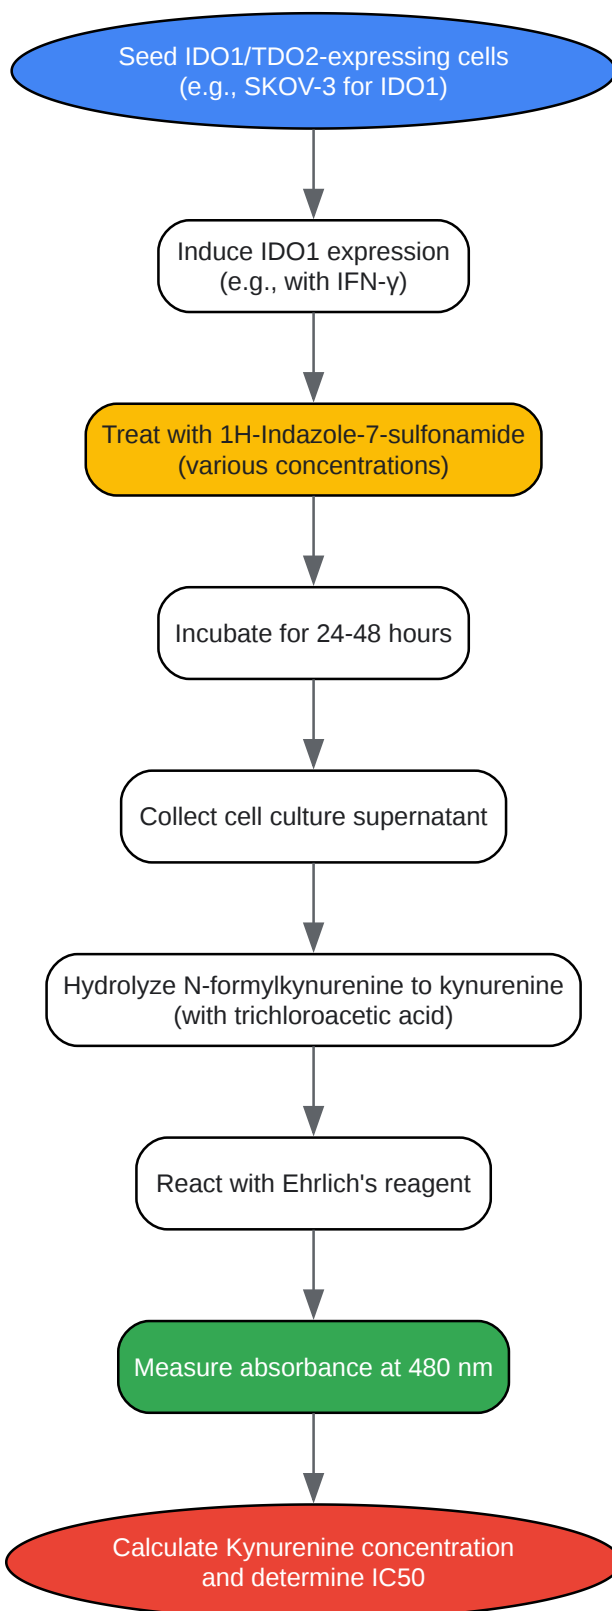 Seed IDO1/TDO2-expressing cells
(e.g., SKOV-3 for IDO1)
Induce IDO1 expression
(e.g., with IFN-γ)
Treat with 1H-Indazole-7-sulfonamide
(various concentrations)
Incubate for 24-48 hours
Collect cell culture supernatant
Hydrolyze N-formylkynurenine to kynurenine
(with trichloroacetic acid)
React with Ehrlich's reagent
Measure absorbance at 480 nm
Calculate Kynurenine concentration
and determine IC50